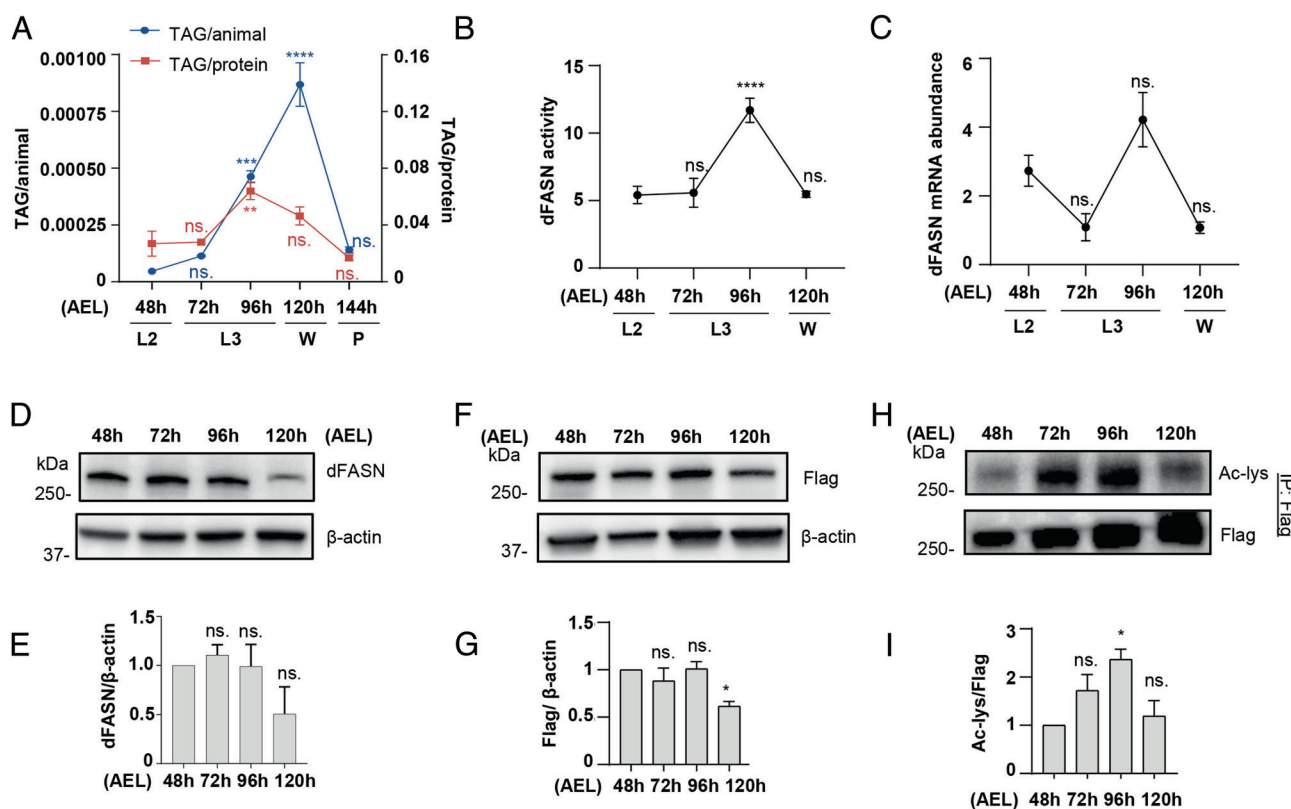 A
TAG/animal
TAG/protein
TAG/animal
0.00100
0.00075
0.00050
0.00025
0
0.16
0.12
0.08
0.04
0
TAG/protein
****
***
**
ns.
ns.
ns.
ns.
ns.
(AEL) 48h 72h 96h 120h 144h
L2 L3 W P
B
dFASN activity
15
10
5
0
ns.
****
ns.
(AEL) 48h 72h 96h 120h
L2 L3 W
C
dFASN mRNA abundance
6
4
2
0
ns.
ns.
ns.
(AEL) 48h 72h 96h 120h
L2 L3 W
D
48h 72h 96h 120h (AEL)
kDa
250-
dFASN
37-
β-actin
F
(AEL) 48h 72h 96h 120h
kDa
250-
Flag
37-
β-actin
H
(AEL) 48h 72h 96h 120h
kDa
250-
Ac-lys
250-
Flag
IP: Flag
E
dFASN/β-actin
1.5
1.0
0.5
0
ns. ns. ns.
(AEL) 48h 72h 96h 120h
G
Flag/ β-actin
1.5
1.0
0.5
0
ns. ns. *
(AEL) 48h 72h 96h 120h
I
Ac-lys/Flag
3
2
1
0
ns. * ns.
(AEL) 48h 72h 96h 120h